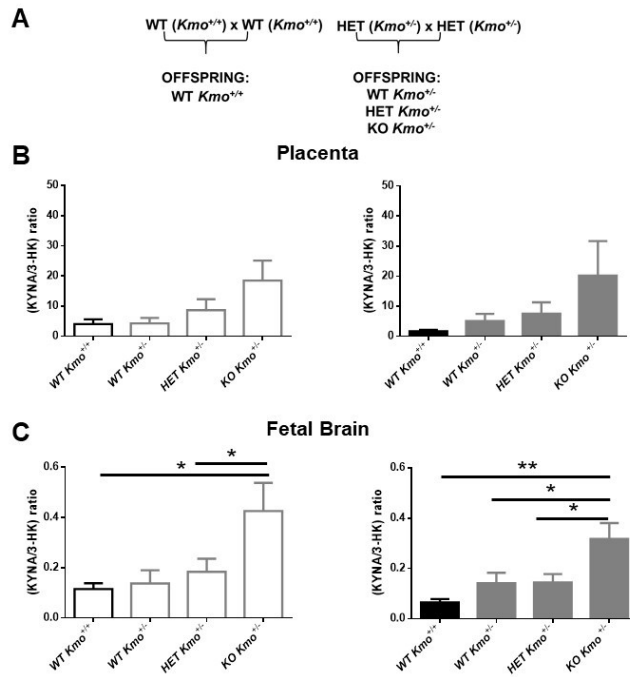 A
WT (Kmo+/+) x WT (Kmo+/+)
HET (Kmo+/-) x HET (Kmo+/-)
OFFSPRING:
WT Kmo+/+
OFFSPRING:
WT Kmo+/-
HET Kmo+/-
KO Kmo+/-
B
Placenta
(KYNA/3-HK) ratio
50
40
30
20
10
0
WT Kmo+/+
WT Kmo+/-
HET Kmo+/-
KO Kmo+/-
(KYNA/3-HK) ratio
50
40
30
20
10
0
WT Kmo+/+
WT Kmo+/-
HET Kmo+/-
KO Kmo+/-
C
Fetal Brain
(KYNA/3-HK) ratio
0.6
0.4
0.2
0.0
*
*
WT Kmo+/+
WT Kmo+/-
HET Kmo+/-
KO Kmo+/-
(KYNA/3-HK) ratio
0.6
0.4
0.2
0.0
**
*
*
WT Kmo+/+
WT Kmo+/-
HET Kmo+/-
KO Kmo+/-